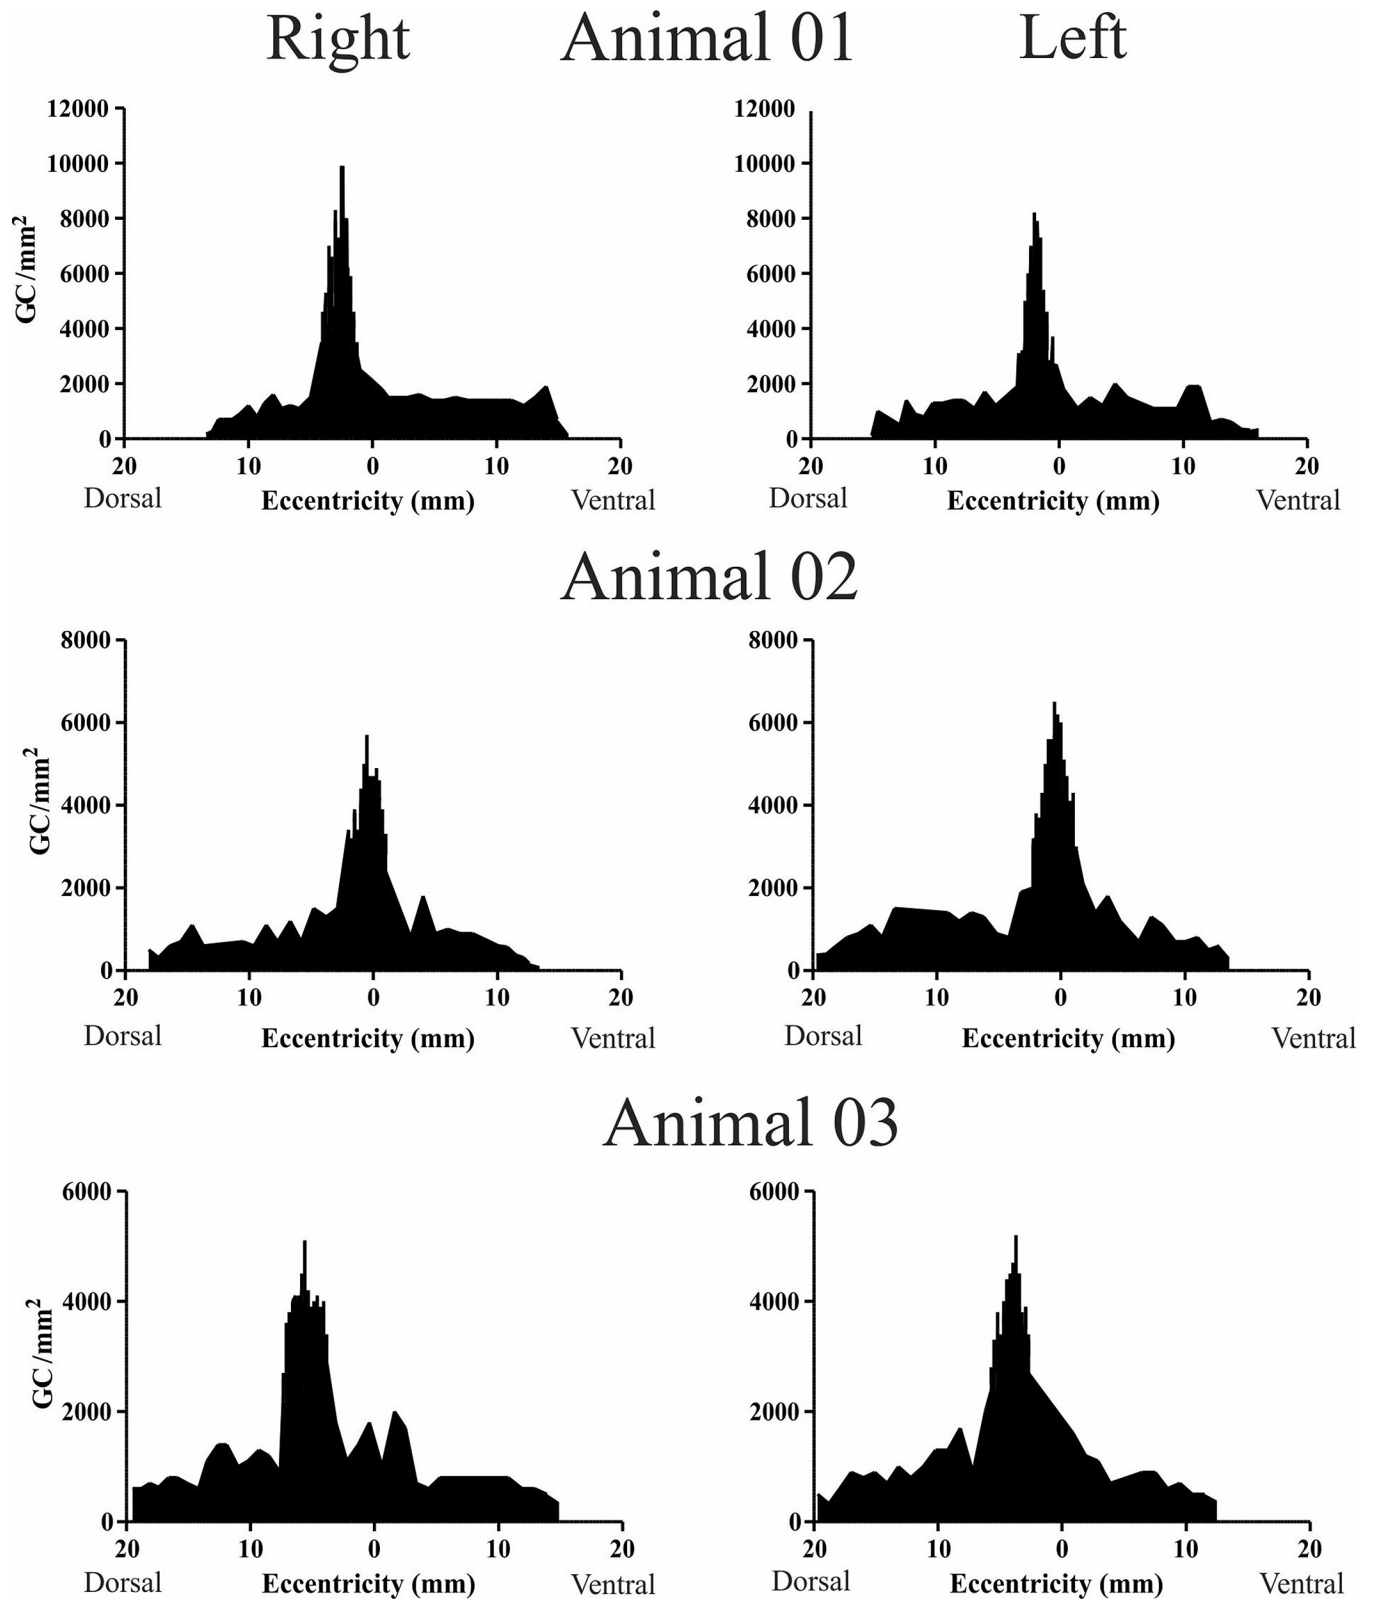 Right Animal 01 Left
12000 12000
10000 10000
8000 8000
GC/mm²
6000 6000
4000 4000
2000 2000
0 0
20 10 0 10 20 20 10 0 10 20
Dorsal Eccentricity (mm) Ventral Dorsal Eccentricity (mm) Ventral
Animal 02
8000 8000
6000 6000
GC/mm²
4000 4000
2000 2000
0 0
20 10 0 10 20 20 10 0 10 20
Dorsal Eccentricity (mm) Ventral Dorsal Eccentricity (mm) Ventral
Animal 03
6000 6000
4000 4000
GC/mm²
2000 2000
0 0
20 10 0 10 20 20 10 0 10 20
Dorsal Eccentricity (mm) Ventral Dorsal Eccentricity (mm) Ventral